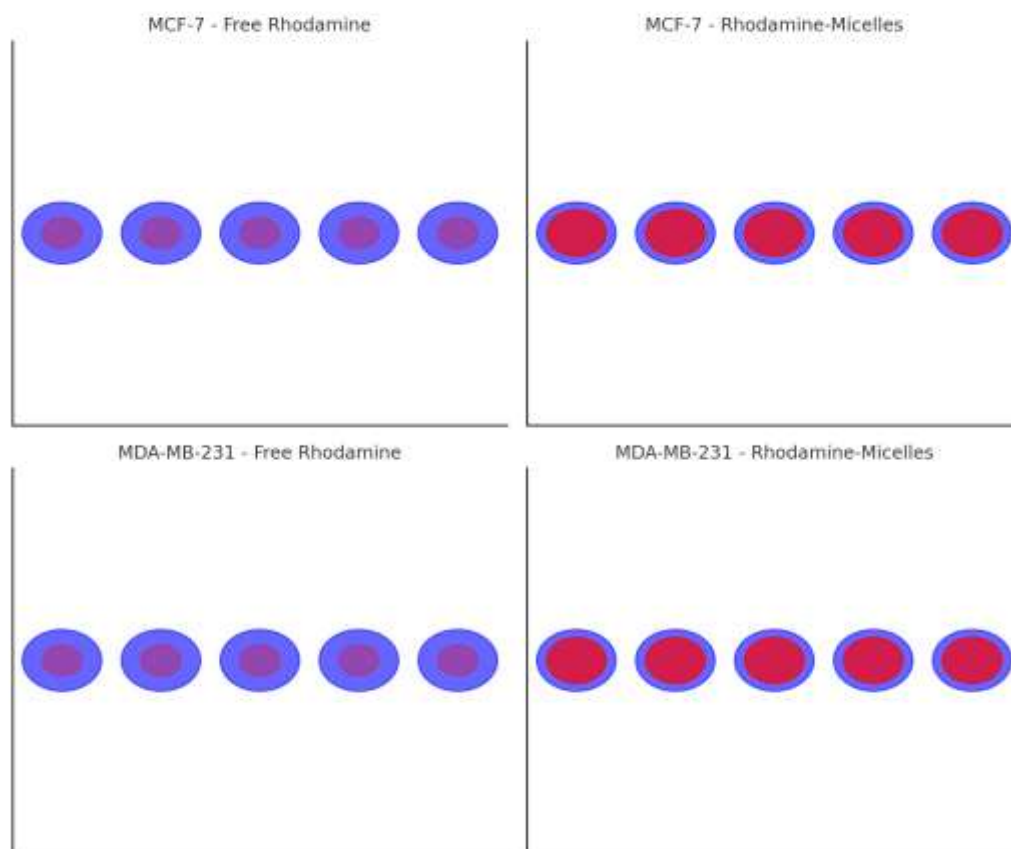 MCF-7 - Free Rhodamine
MCF-7 - Rhodamine-Micelles
MDA-MB-231 - Free Rhodamine
MDA-MB-231 - Rhodamine-Micelles